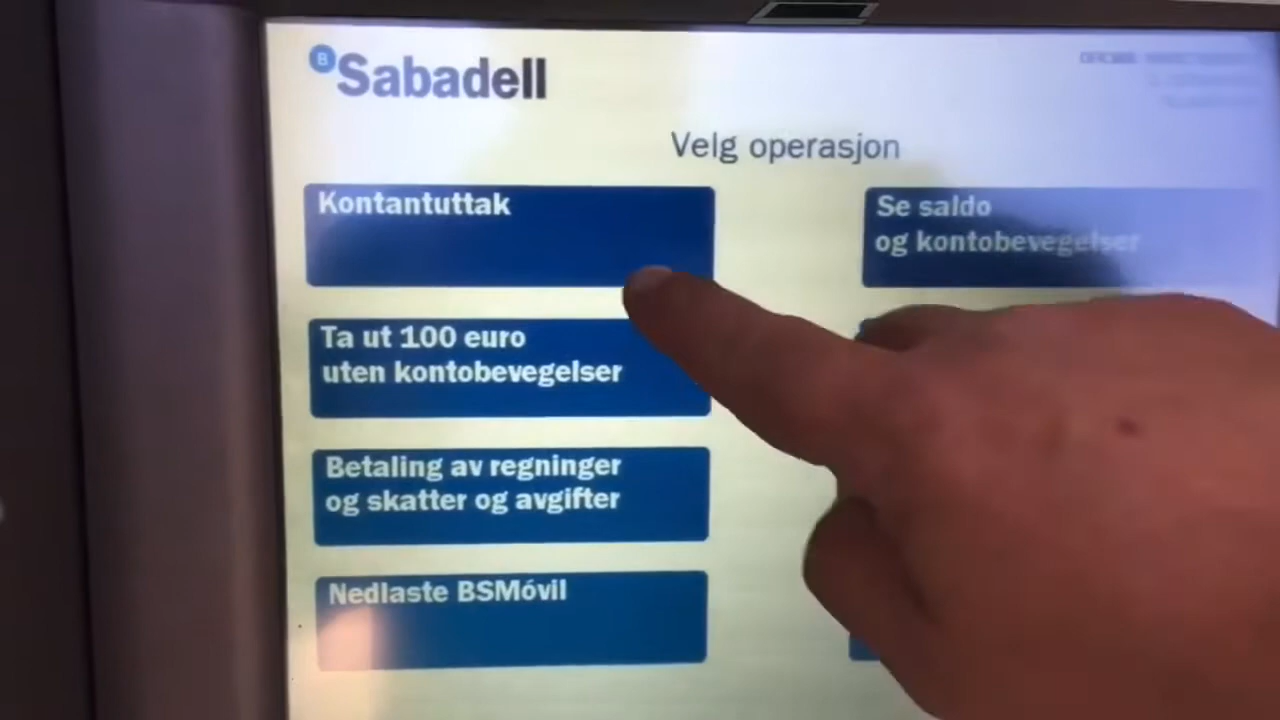 B Sabadell
Velg operasjon
Kontantuttak
Se saldo
og kontobevegelser
Ta ut 100 euro
uten kontobevegelser
Betaling av regninger
og skatter og avgifter
Nedlaste BSMóvil